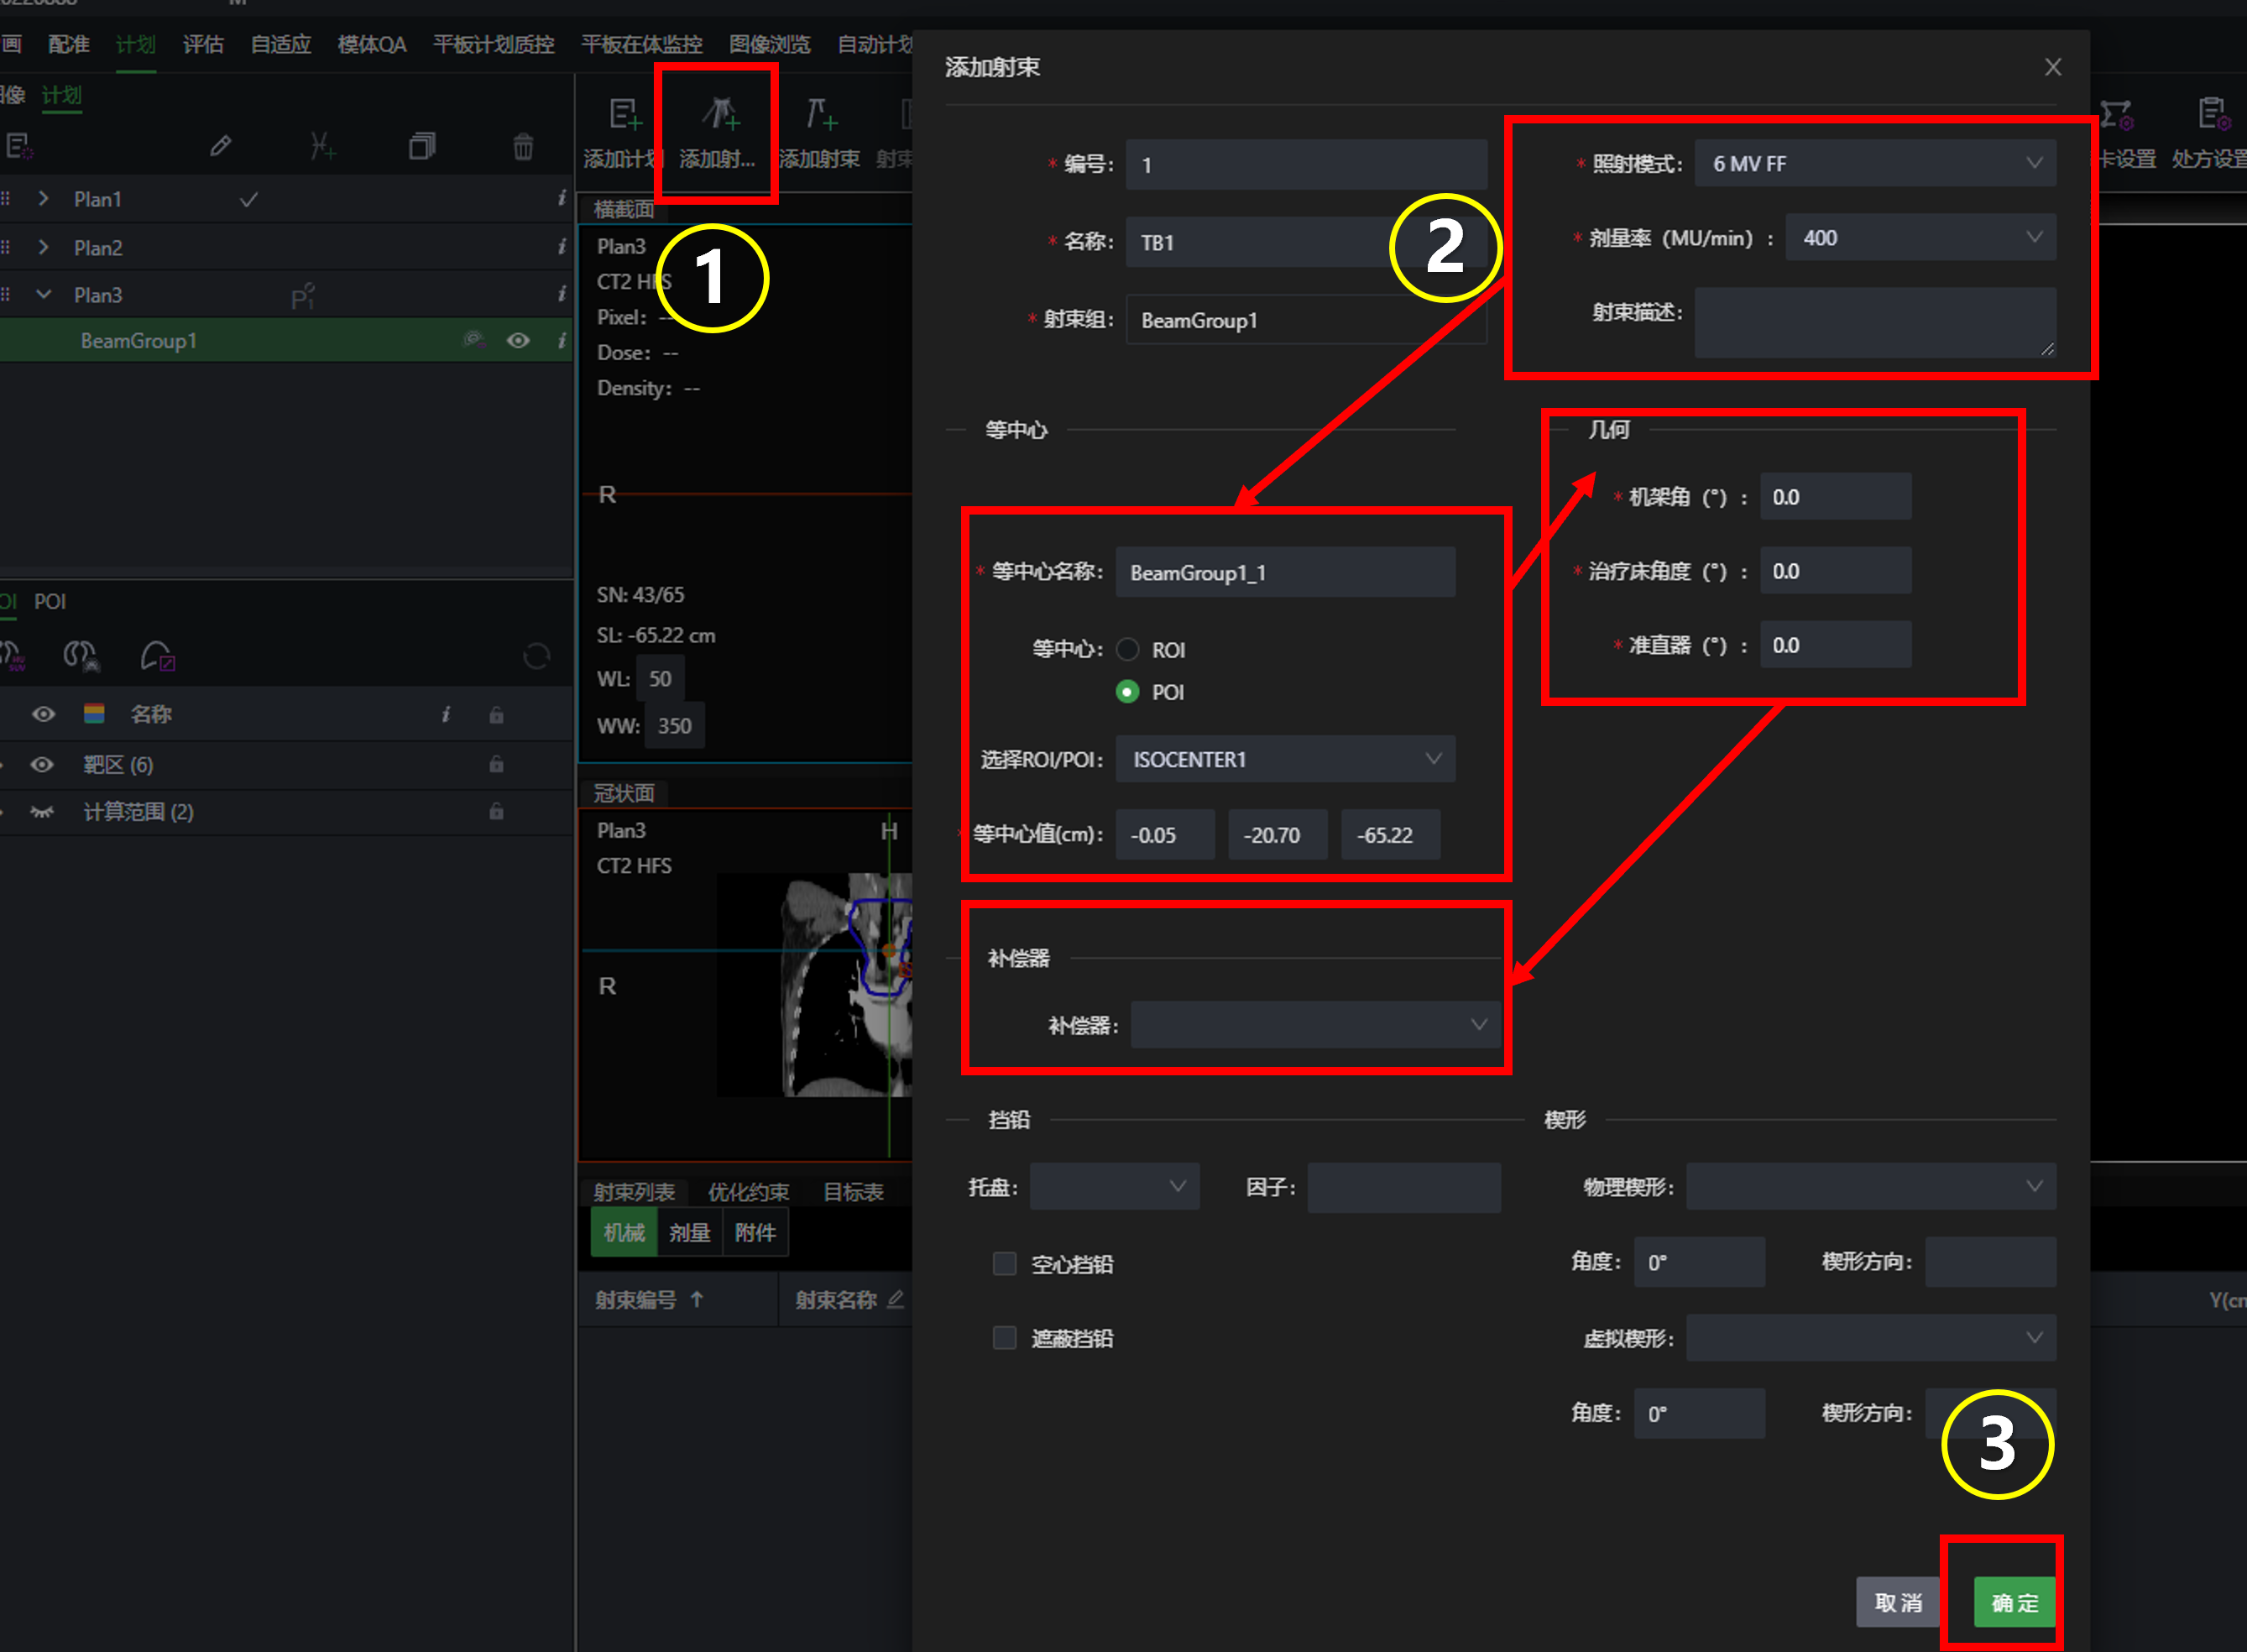 画 配准 计划 评估 自适应 模体QA 平板计划质控 平板在体监控 图像浏览 自动计划
图像 计划
Plan1
Plan2
Plan3
BeamGroup1
POI
名称
靶区 (6)
计算范围 (2)
添加计划 添加射... 添加射束 射束
1
横截面
Plan3
CT2 HFS
Pixel: --
Dose: --
Density: --
R
SN: 43/65
SL: -65.22 cm
WL: 50
WW: 350
冠状面
Plan3
H
CT2 HFS
R
射束列表 优化约束 目标表
机械 剂量 附件
射束编号 ↑ 射束名称
添加射束 X
* 编号: 1
* 名称: TB1
* 射束组: BeamGroup1
2
* 照射模式: 6 MV FF
* 剂量率 (MU/min) : 400
射束描述:
等中心
* 等中心名称: BeamGroup1_1
等中心: ROI
POI
选择ROI/POI: ISOCENTER1
* 等中心值(cm): -0.05 -20.70 -65.22
几何
* 机架角 (°) : 0.0
* 治疗床角度 (°) : 0.0
* 准直器 (°) : 0.0
补偿器
补偿器:
挡铅
托盘: 因子:
空心挡铅
遮蔽挡铅
楔形
物理楔形:
角度: 0° 楔形方向:
虚拟楔形:
角度: 0° 楔形方向:
3
取消 确定
卡设置 处方设置
Y(cm